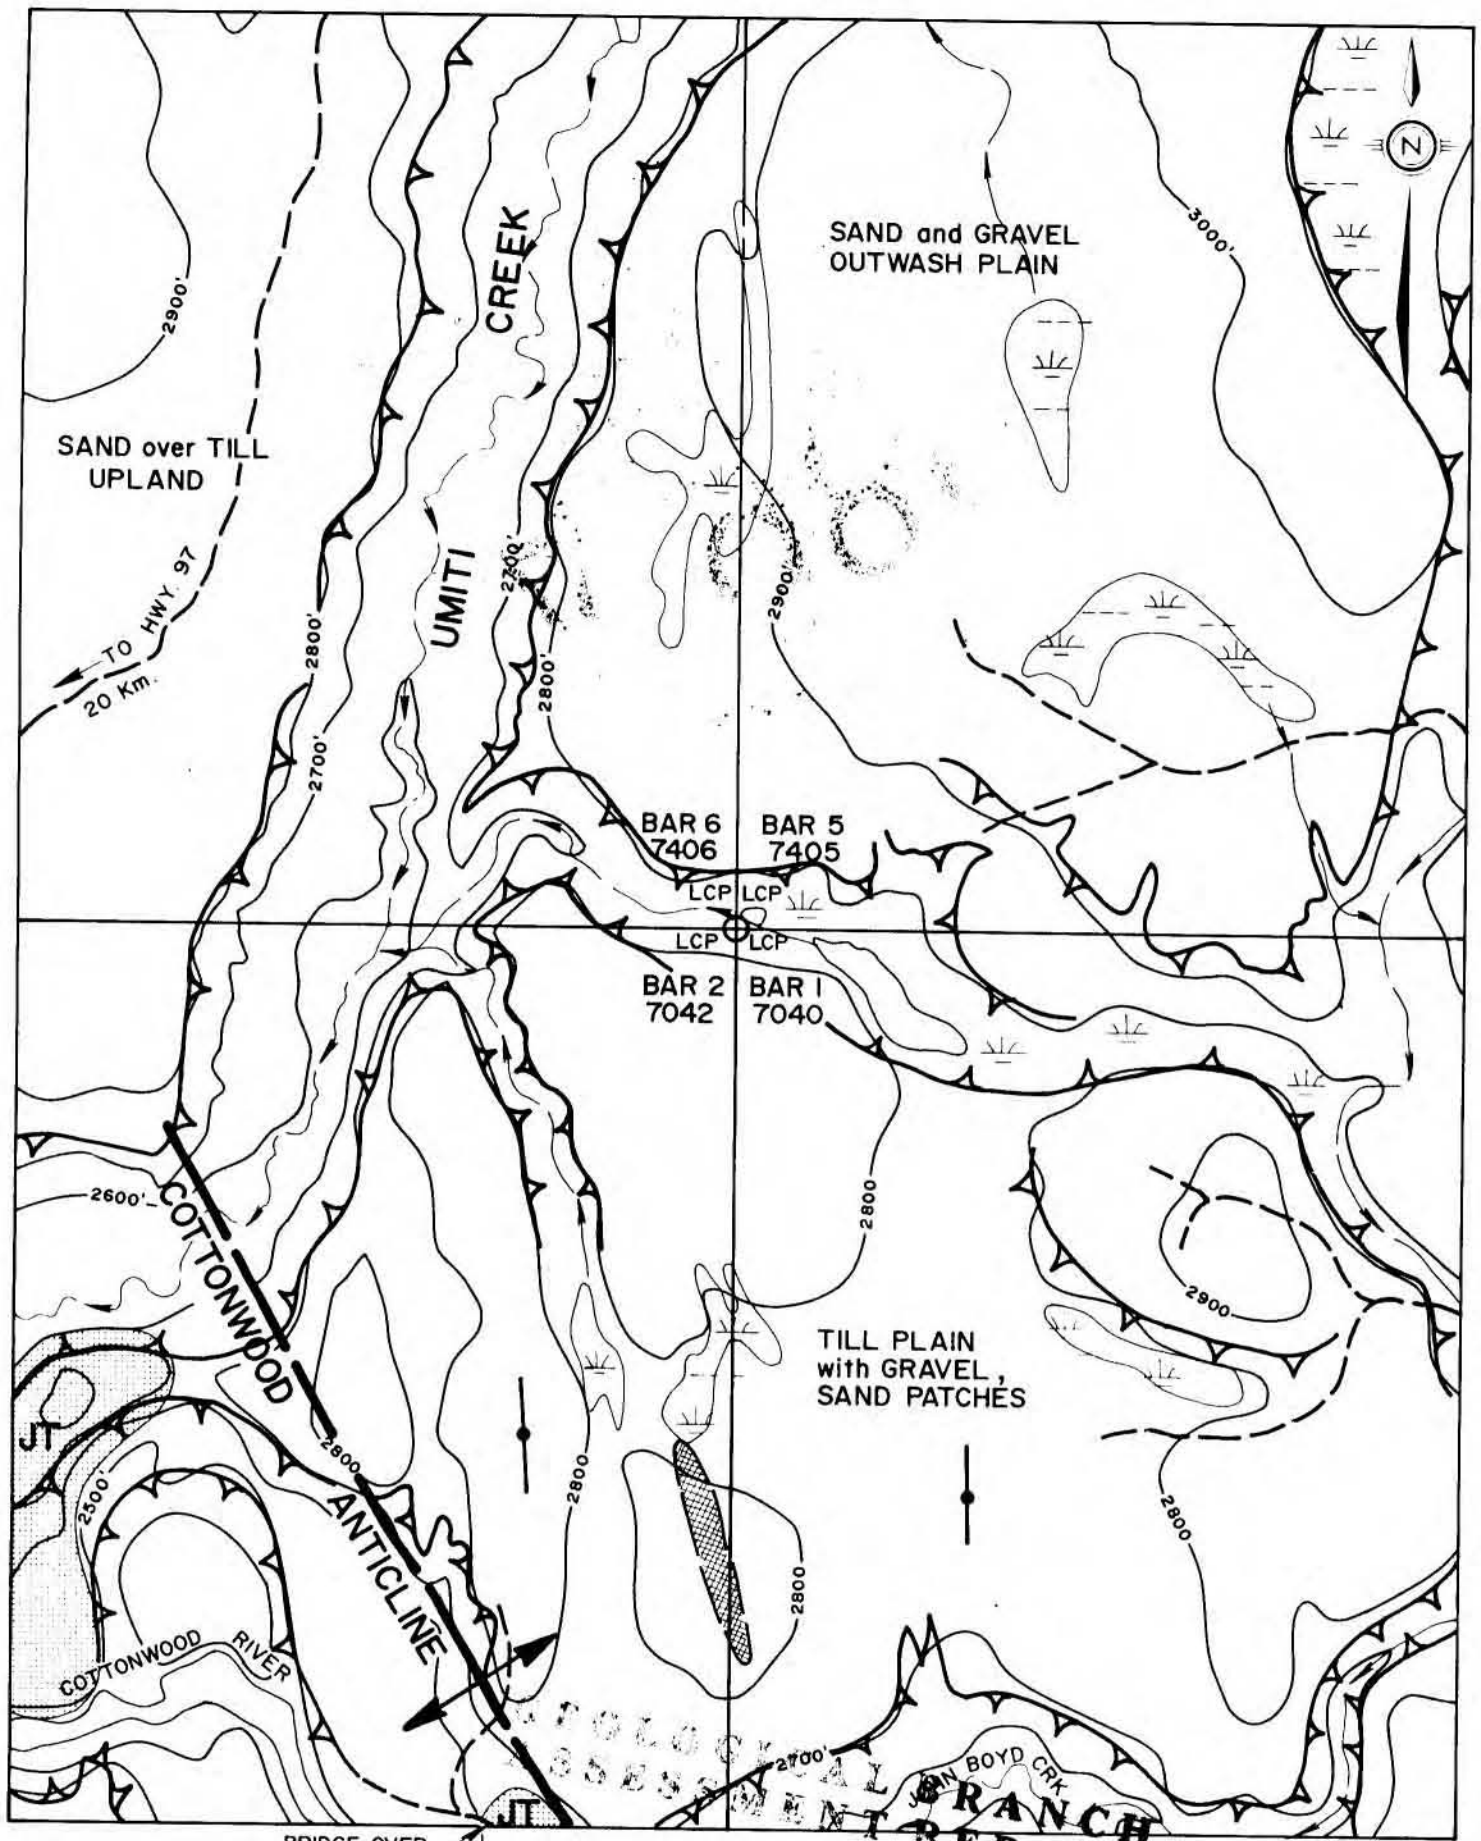 N
SAND and GRAVEL
OUTWASH PLAIN
3000'
CREEK
2900'
SAND over TILL
UPLAND
UMITI
2700'
2900'
TO HWY. 97
20 Km.
2800'
2800'
2700'
BAR 6
7406
BAR 5
7405
LCP
LCP
LCP
LCP
BAR 2
7042
BAR 1
7040
2600'
COTTONWOOD
2800
2900
TILL PLAIN
with GRAVEL,
SAND PATCHES
JT
2800
2500'
2800
2800
ANTICLINE
2800
COTTONWOOD RIVER
2700'
JOHN BOYD CRK
BRANCH
ASSESSMENT
JT
BRIDGE OVER